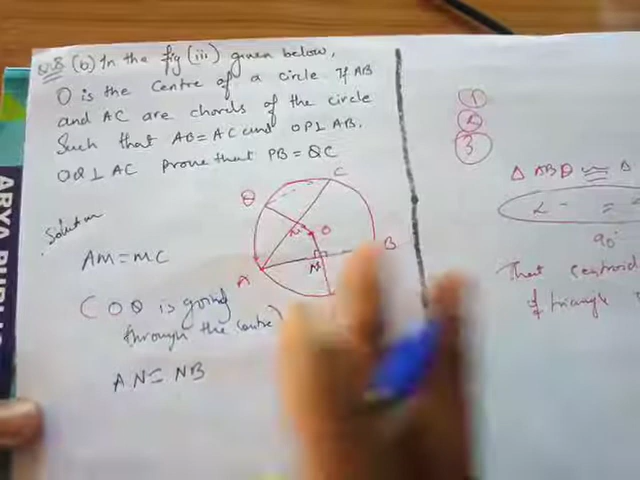 Q.8 (b) In the fig (iii) given below,
O is the Centre of a circle If AB
and AC are chords of the circle
Such that AB = AC and OP ⊥ AB,
OQ ⊥ AC Prove that PB = QC
Solution
AM = MC
( OQ is going
through the centre)
AN = NB
Q
C
O
B
A
M
N
1
2
3
Δ ABD ≅ Δ
90°
That centroid
of triangle
ARYA PUBLI